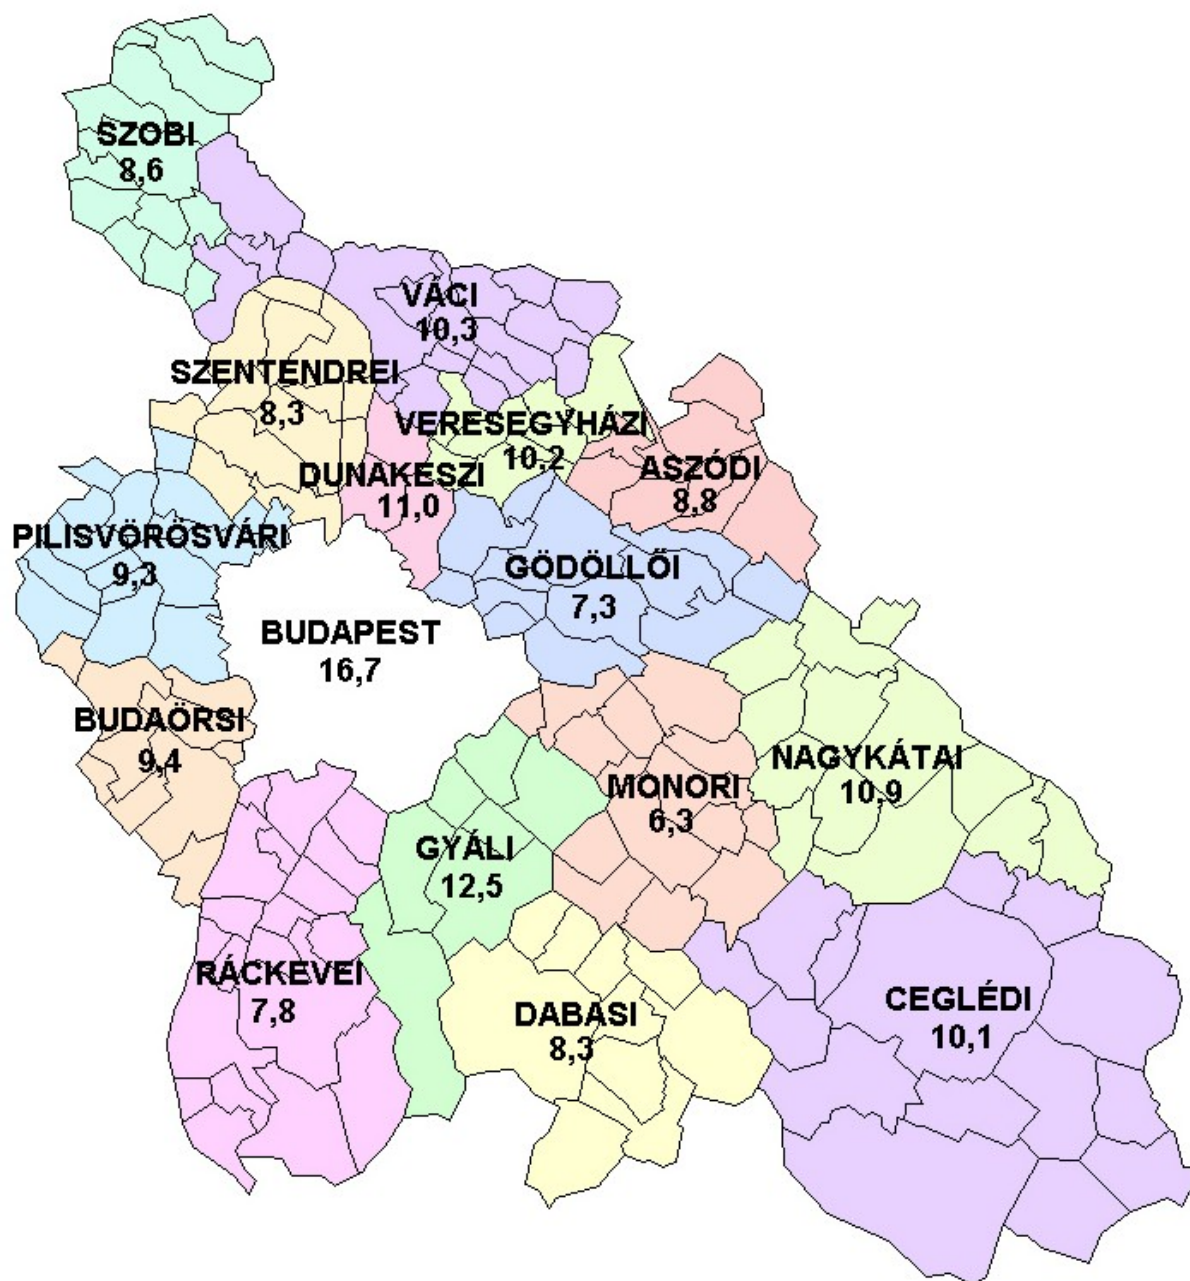 SZOBI
8,6
VÁCI
10,3
SZENTENDREI
8,3
VERESEGYHÁZI
10,2
DUNAKESZI
11,0
ASZÓDI
8,8
PILISVÖRÖSVÁRI
9,3
GÖDÖLLŐI
7,3
BUDAPEST
16,7
BUDAÖRSI
9,4
NAGYKÁTAI
10,9
MONORI
6,3
GYÁLI
12,5
RÁCKEVEI
7,8
DABASI
8,3
CEGLÉDI
10,1